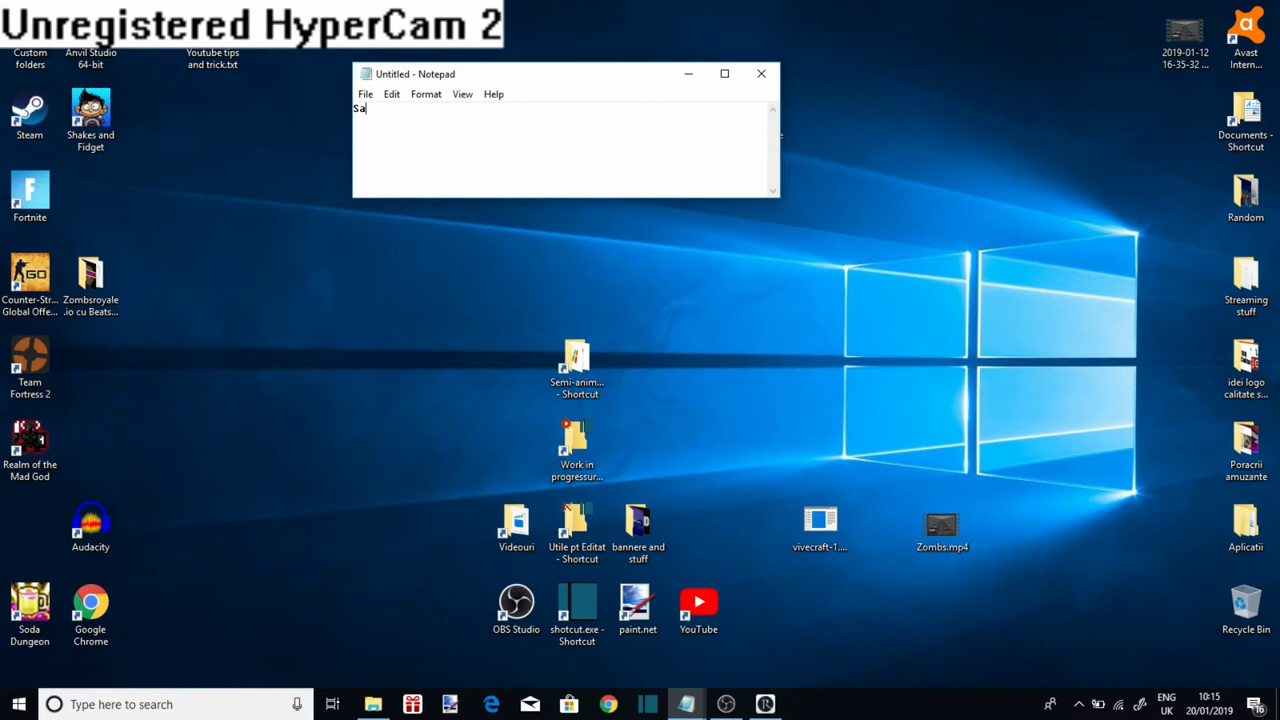 Unregistered HyperCam 2
Custom
folders
Anvil Studio
64-bit
Youtube tips
and trick.txt
2019-01-12
16-35-32 ...
Avast
Intern...
Untitled - Notepad
File Edit Format View Help
Sa
Steam
Shakes and
Fidget
Documents -
Shortcut
Fortnite
Random
Counter-Str...
Global Offe...
Zombsroyale
.io cu Beats...
Streaming
stuff
Team
Fortress 2
Semi-anim...
- Shortcut
idei logo
calitate s...
Realm of the
Mad God
Work in
progressur...
Poracrii
amuzante
Audacity
Videouri
Utile pt Editat
- Shortcut
bannere and
stuff
vivecraft-1....
Zombs.mp4
Aplicatii
Soda
Dungeon
Google
Chrome
OBS Studio
shotcut.exe -
Shortcut
paint.net
YouTube
Recycle Bin
Type here to search
ENG
UK
10:15
20/01/2019
16